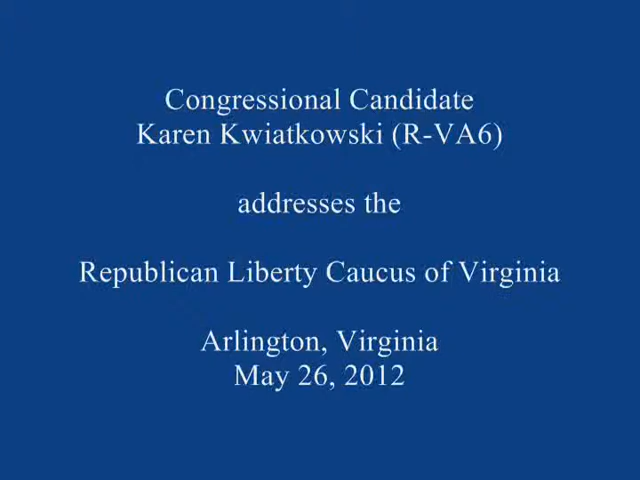 Congressional Candidate
Karen Kwiatkowski (R-VA6)
addresses the
Republican Liberty Caucus of Virginia
Arlington, Virginia
May 26, 2012